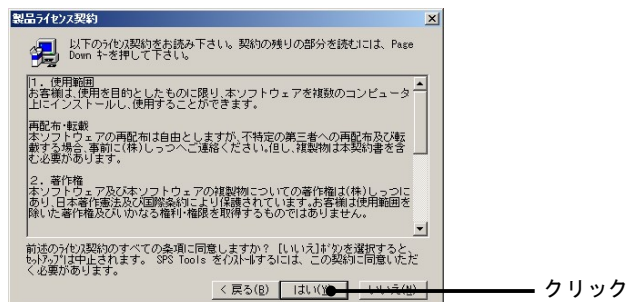 製品ライセンス契約
以下のﾗｲｾﾝｽ契約をお読み下さい。契約の残りの部分を読むには、Page
Down ｷｰを押して下さい。
1. 使用範囲
お客様は、使用を目的としたものに限り、本ソフトウェアを複数のコンピュータ
上にインストールし、使用することができます。
再配布・転載
本ソフトウェアの再配布は自由としますが、不特定の第三者への再配布及び転
載する場合、事前に(株)しっつへご連絡ください。但し、複製物は本契約書を含
む必要があります。
2. 著作権
本ソフトウェア及び本ソフトウェアの複製物についての著作権は(株)しっつに
あり、日本著作憲法及び国際条約により保護されています。お客様は使用範囲を
除いた著作権及びいかなる権利・権限を取得するものではありません。
前述のﾗｲｾﾝｽ契約のすべての条項に同意しますか? [いいえ]ﾎﾞﾀﾝを選択すると、
ｾｯﾄｱｯﾌﾟは中止されます。 SPS Tools をｲﾝｽﾄｰﾙするには、この契約に同意いただ
く必要があります。
< 戻る(B)
はい(Y)
いいえ(N)
クリック